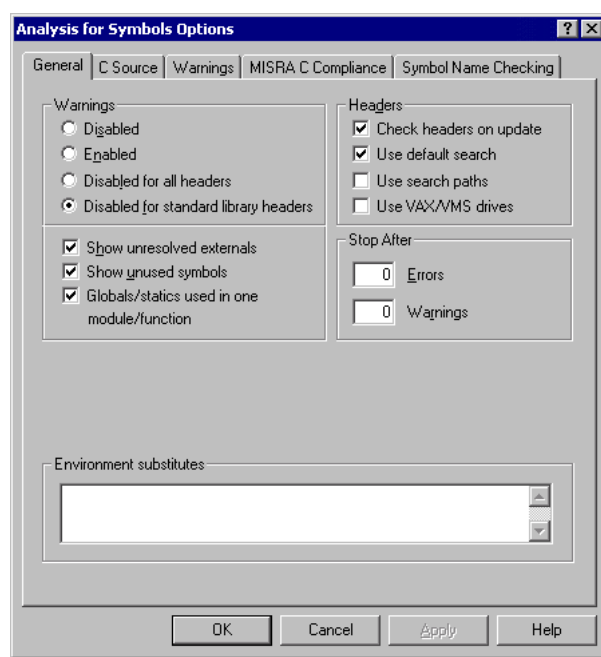 Analysis for Symbols Options
General
C Source
Warnings
MISRA C Compliance
Symbol Name Checking
Warnings
Disabled
Enabled
Disabled for all headers
Disabled for standard library headers
Show unresolved externals
Show unused symbols
Globals/statics used in one
module/function
Headers
Check headers on update
Use default search
Use search paths
Use VAX/VMS drives
Stop After
0 Errors
0 Warnings
Environment substitutes
OK
Cancel
Apply
Help